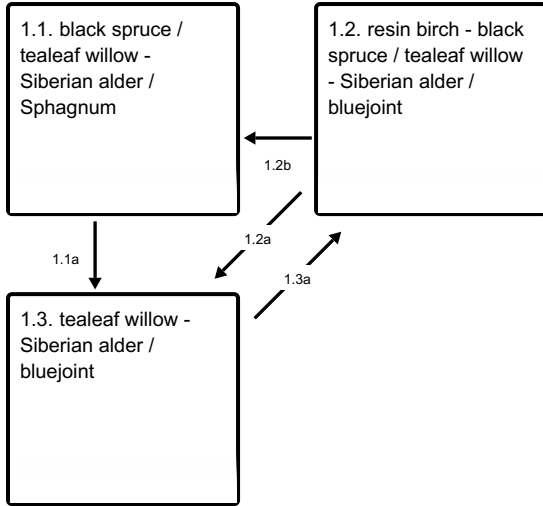 1.1. black spruce /
tealeaf willow -
Siberian alder /
Sphagnum
1.2. resin birch - black
spruce / tealeaf willow
- Siberian alder /
bluejoint
1.2b
1.2a
1.1a
1.3a
1.3. tealeaf willow -
Siberian alder /
bluejoint